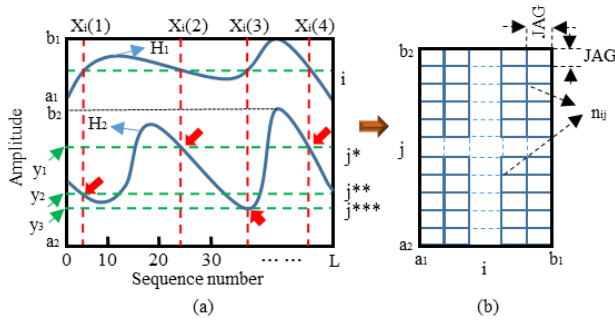 Xᵢ(1) Xᵢ(2) Xᵢ(3) Xᵢ(4)
b₁
H₁
i
a₁
b₂
H₂
Amplitude
y₁
j*
y₂
j**
y₃
j***
a₂
0 10 20 30 ... ... L
Sequence number
(a)
JAG
JAG
b₂
nᵢⱼ
j
a₂
a₁ i b₁
(b)